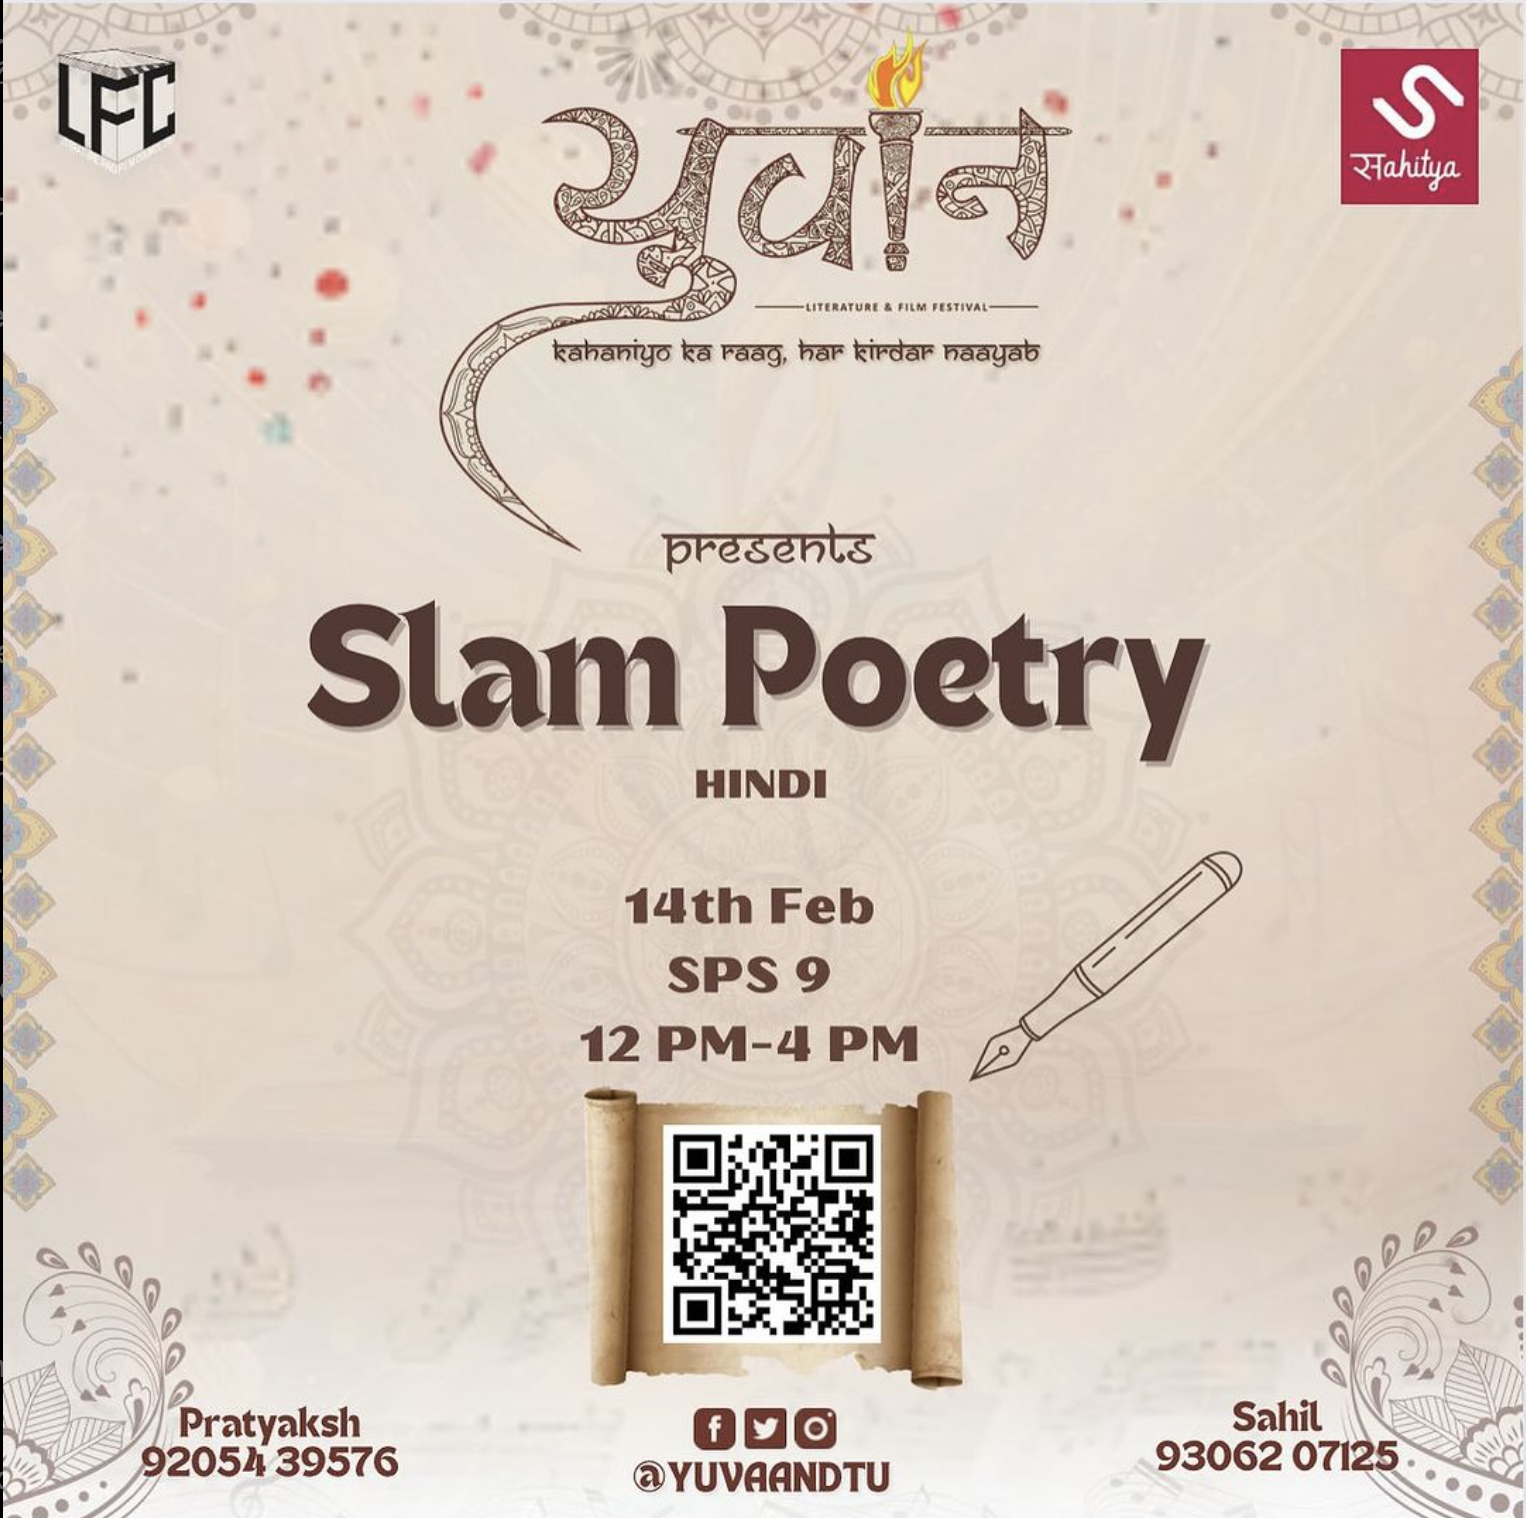 LFC
युवान
साहitya
LITERATURE & FILM FESTIVAL
kahaniyo ka raag, har kirdar naayab
presents
Slam Poetry
HINDI
14th Feb
SPS 9
12 PM-4 PM
Pratyaksh
92054 39576
@YUVAANDTU
Sahil
93062 07125